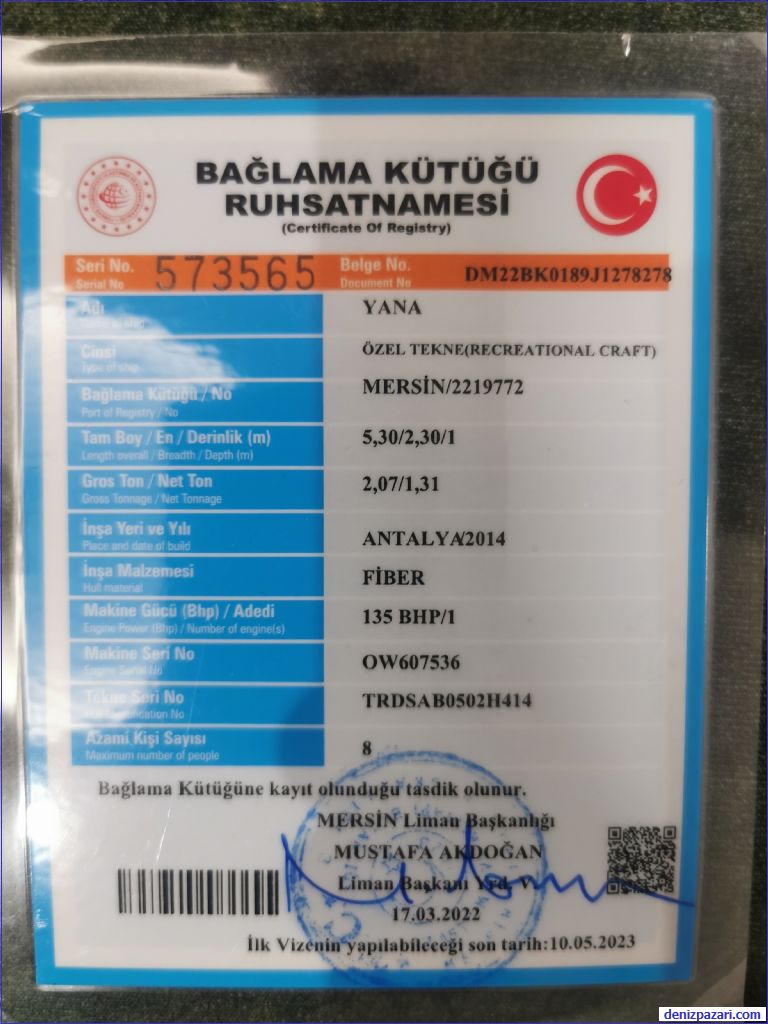 BAĞLAMA KÜTÜĞÜ
RUHSATNAMESİ
(Certificate Of Registry)
Seri No. 573565 Belge No. DM22BK0189J1278278
Serial No Document No
Adı YANA
Name of ship
Cinsi ÖZEL TEKNE(RECREATIONAL CRAFT)
Type of ship
Bağlama Kütüğü / No MERSİN/2219772
Port of Registry / No
Tam Boy / En / Derinlik (m) 5,30/2,30/1
Length overall / Breadth / Depth (m)
Gros Ton / Net Ton 2,07/1,31
Gross Tonnage / Net Tonnage
İnşa Yeri ve Yılı ANTALYA/2014
Place and date of build
İnşa Malzemesi FİBER
Hull material
Makine Gücü (Bhp) / Adedi 135 BHP/1
Engine Power (Bhp) / Number of engine(s)
Makine Seri No OW607536
Engine Serial No
Tekne Seri No TRDSAB0502H414
Hull Identification No
Azami Kişi Sayısı 8
Maximum number of people
Bağlama Kütüğüne kayıt olunduğu tasdik olunur.
MERSİN Liman Başkanlığı
MUSTAFA AKDOĞAN
Liman Başkanı Yrd. V.
17.03.2022
İlk Vizenin yapılabileceği son tarih:10.05.2023
denizpazari.com